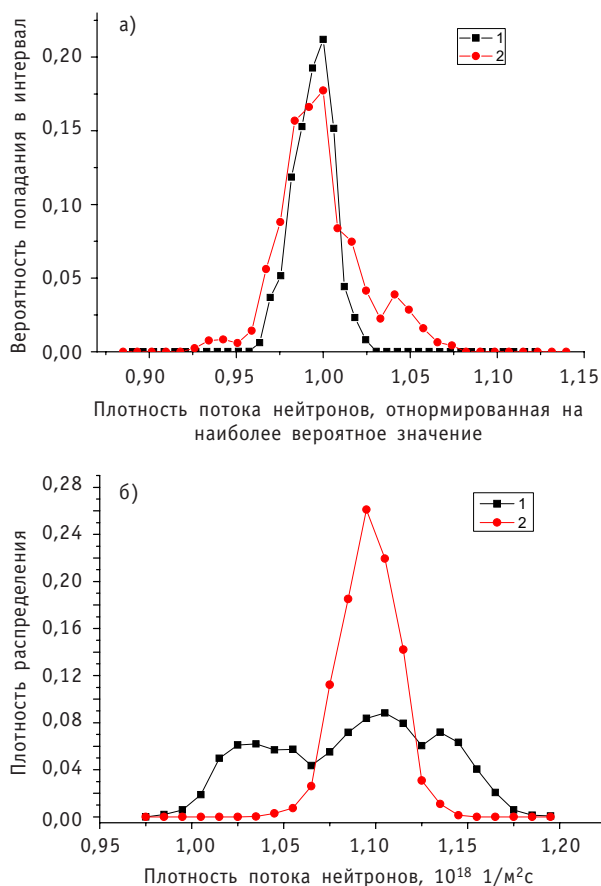 а)
1
2
Вероятность попадания в интервал
0,20
0,15
0,10
0,05
0,00
0,90 0,95 1,00 1,05 1,10 1,15
Плотность потока нейтронов, отнормированная на
наиболее вероятное значение
б)
1
2
Плотность распределения
0,28
0,24
0,20
0,16
0,12
0,08
0,04
0,00
0,95 1,00 1,05 1,10 1,15 1,20
Плотность потока нейтронов, 10¹⁸ 1/м²с